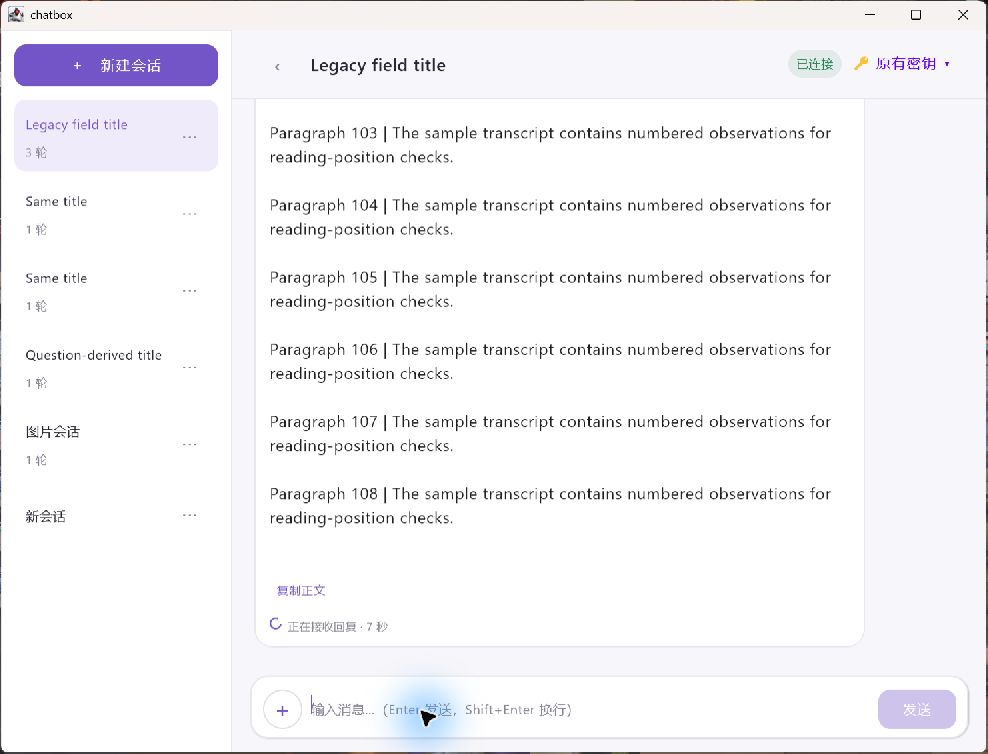 chatbox
+ 新建会话
Legacy field title
3 轮
Same title
1 轮
Same title
1 轮
Question-derived title
1 轮
图片会话
1 轮
新会话
Legacy field title
已连接
原有密钥
Paragraph 103 | The sample transcript contains numbered observations for
reading-position checks.
Paragraph 104 | The sample transcript contains numbered observations for
reading-position checks.
Paragraph 105 | The sample transcript contains numbered observations for
reading-position checks.
Paragraph 106 | The sample transcript contains numbered observations for
reading-position checks.
Paragraph 107 | The sample transcript contains numbered observations for
reading-position checks.
Paragraph 108 | The sample transcript contains numbered observations for
reading-position checks.
复制正文
正在接收回复 · 7 秒
输入消息... (Enter 发送, Shift+Enter 换行)
发送